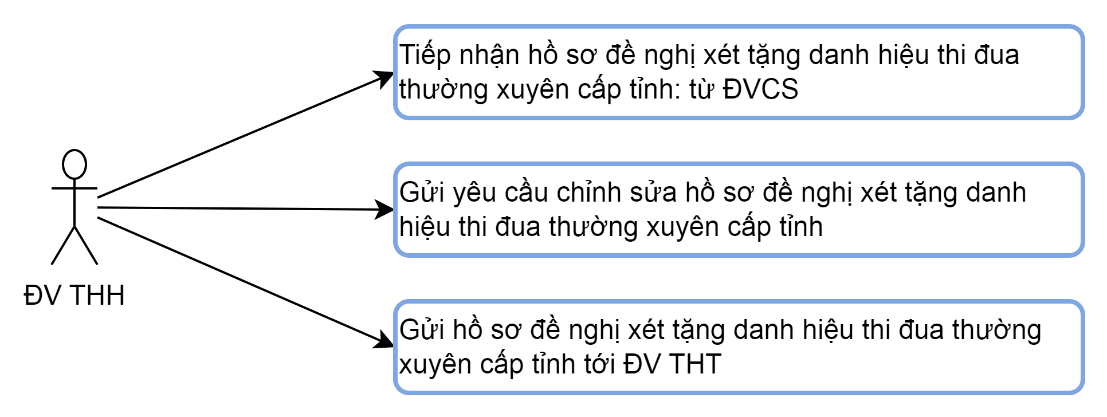 Tiếp nhận hồ sơ đề nghị xét tặng danh hiệu thi đua
thường xuyên cấp tỉnh: từ ĐVCS
Gửi yêu cầu chỉnh sửa hồ sơ đề nghị xét tặng danh
hiệu thi đua thường xuyên cấp tỉnh
ĐV THH
Gửi hồ sơ đề nghị xét tặng danh hiệu thi đua thường
xuyên cấp tỉnh tới ĐV THT